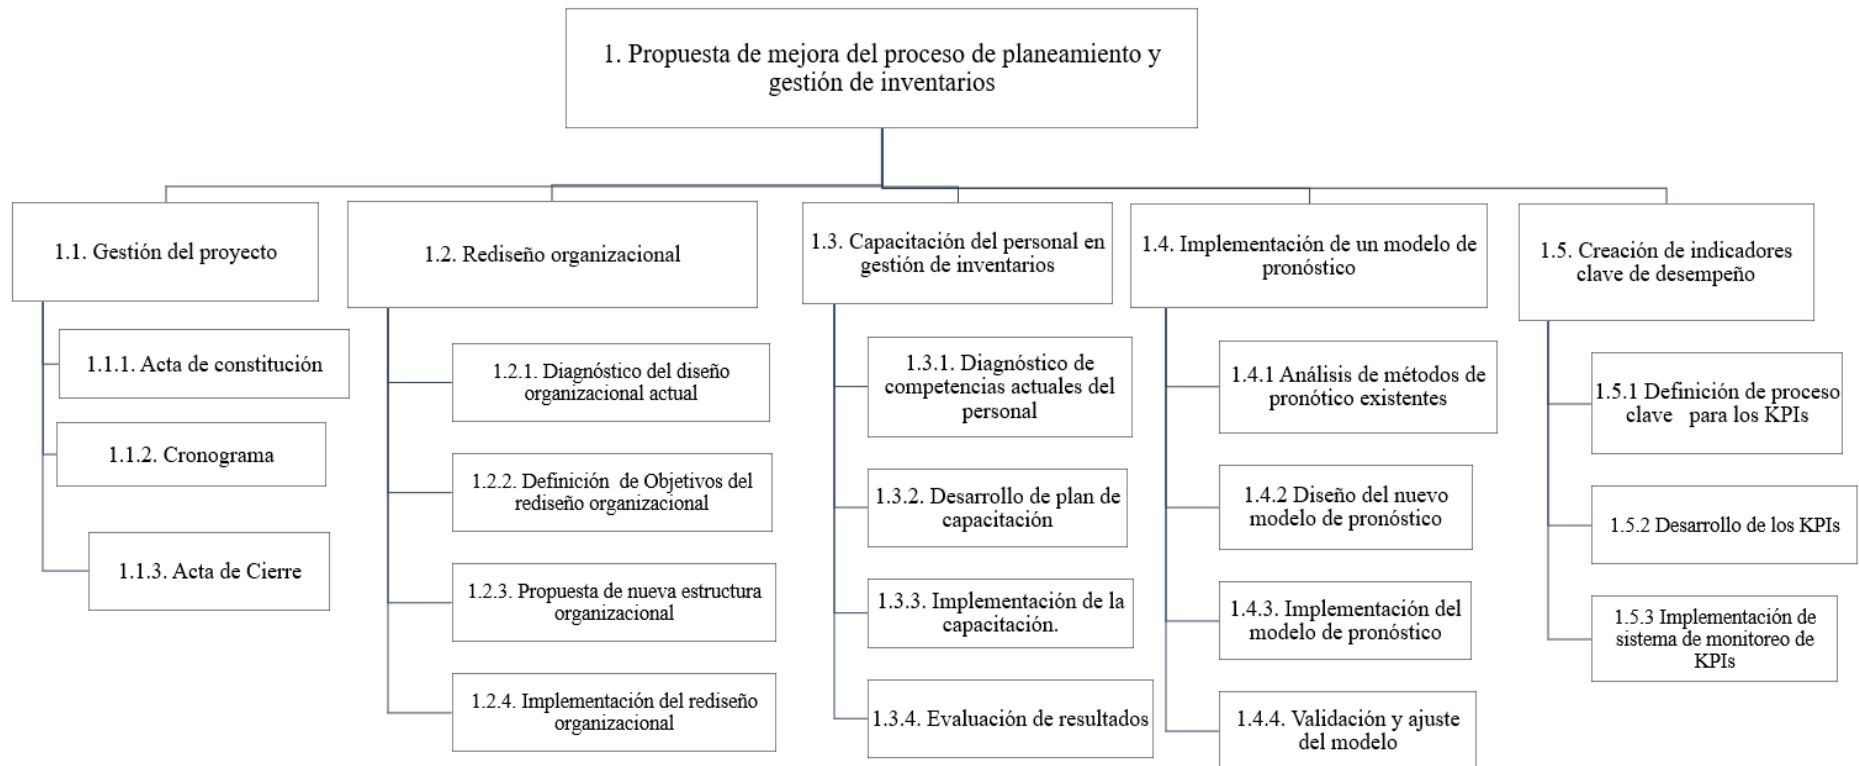 1. Propuesta de mejora del proceso de planeamiento y
gestión de inventarios
1.1. Gestión del proyecto
1.1.1. Acta de constitución
1.1.2. Cronograma
1.1.3. Acta de Cierre
1.2. Rediseño organizacional
1.2.1. Diagnóstico del diseño
organizacional actual
1.2.2. Definición de Objetivos del
rediseño organizacional
1.2.3. Propuesta de nueva estructura
organizacional
1.2.4. Implementación del rediseño
organizacional
1.3. Capacitación del personal en
gestión de inventarios
1.3.1. Diagnóstico de
competencias actuales del
personal
1.3.2. Desarrollo de plan de
capacitación
1.3.3. Implementación de la
capacitación.
1.3.4. Evaluación de resultados
1.4. Implementación de un modelo de
pronóstico
1.4.1 Análisis de métodos de
pronótico existentes
1.4.2 Diseño del nuevo
modelo de pronóstico
1.4.3. Implementación del
modelo de pronóstico
1.4.4. Validación y ajuste
del modelo
1.5. Creación de indicadores
clave de desempeño
1.5.1 Definición de proceso
clave para los KPIs
1.5.2 Desarrollo de los KPIs
1.5.3 Implementación de
sistema de monitoreo de
KPIs